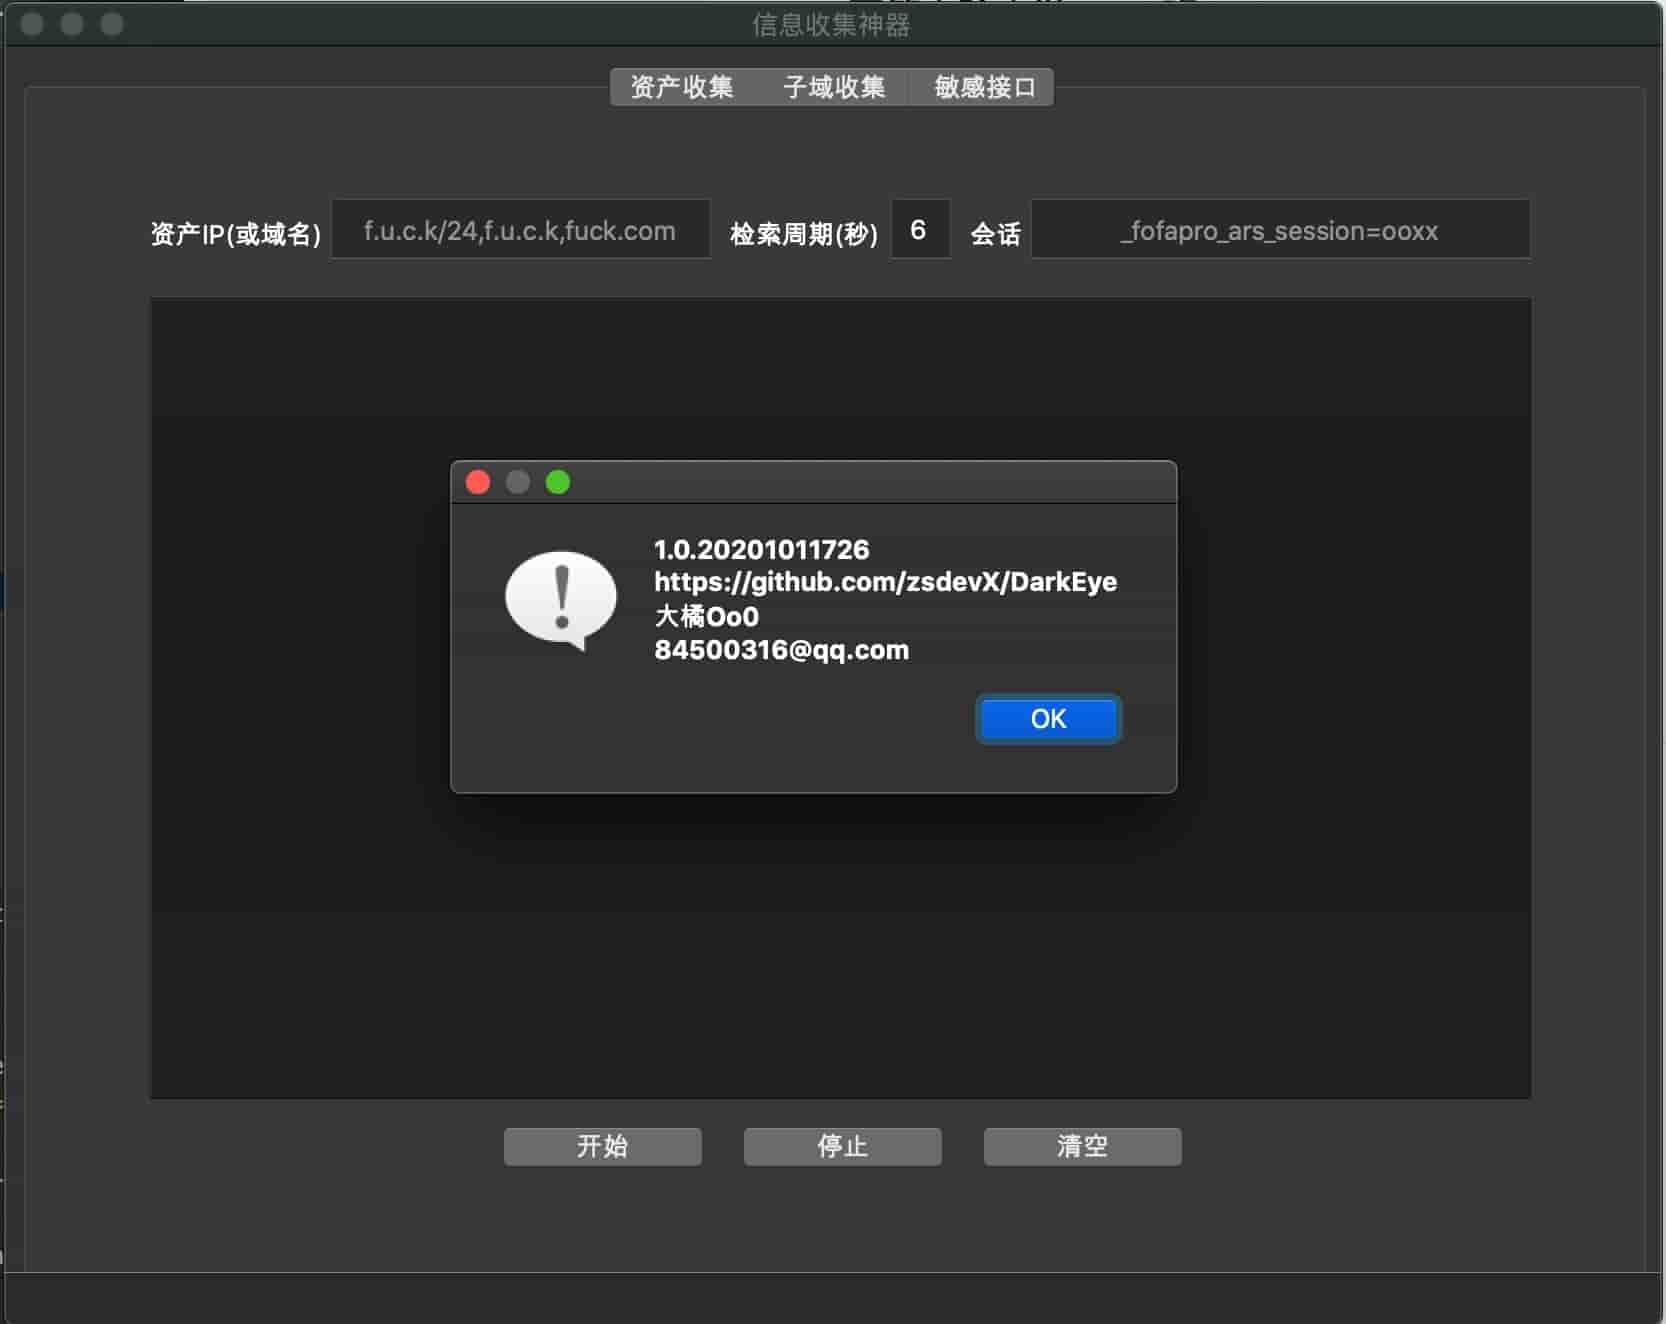 信息收集神器
资产收集 子域收集 敏感接口
资产IP(或域名) f.u.c.k/24,f.u.c.k,fuck.com 检索周期(秒) 6 会话 _fofapro_ars_session=ooxx
1.0.20201011726
https://github.com/zsdevX/DarkEye
大橘Oo0
84500316@qq.com
OK
开始 停止 清空